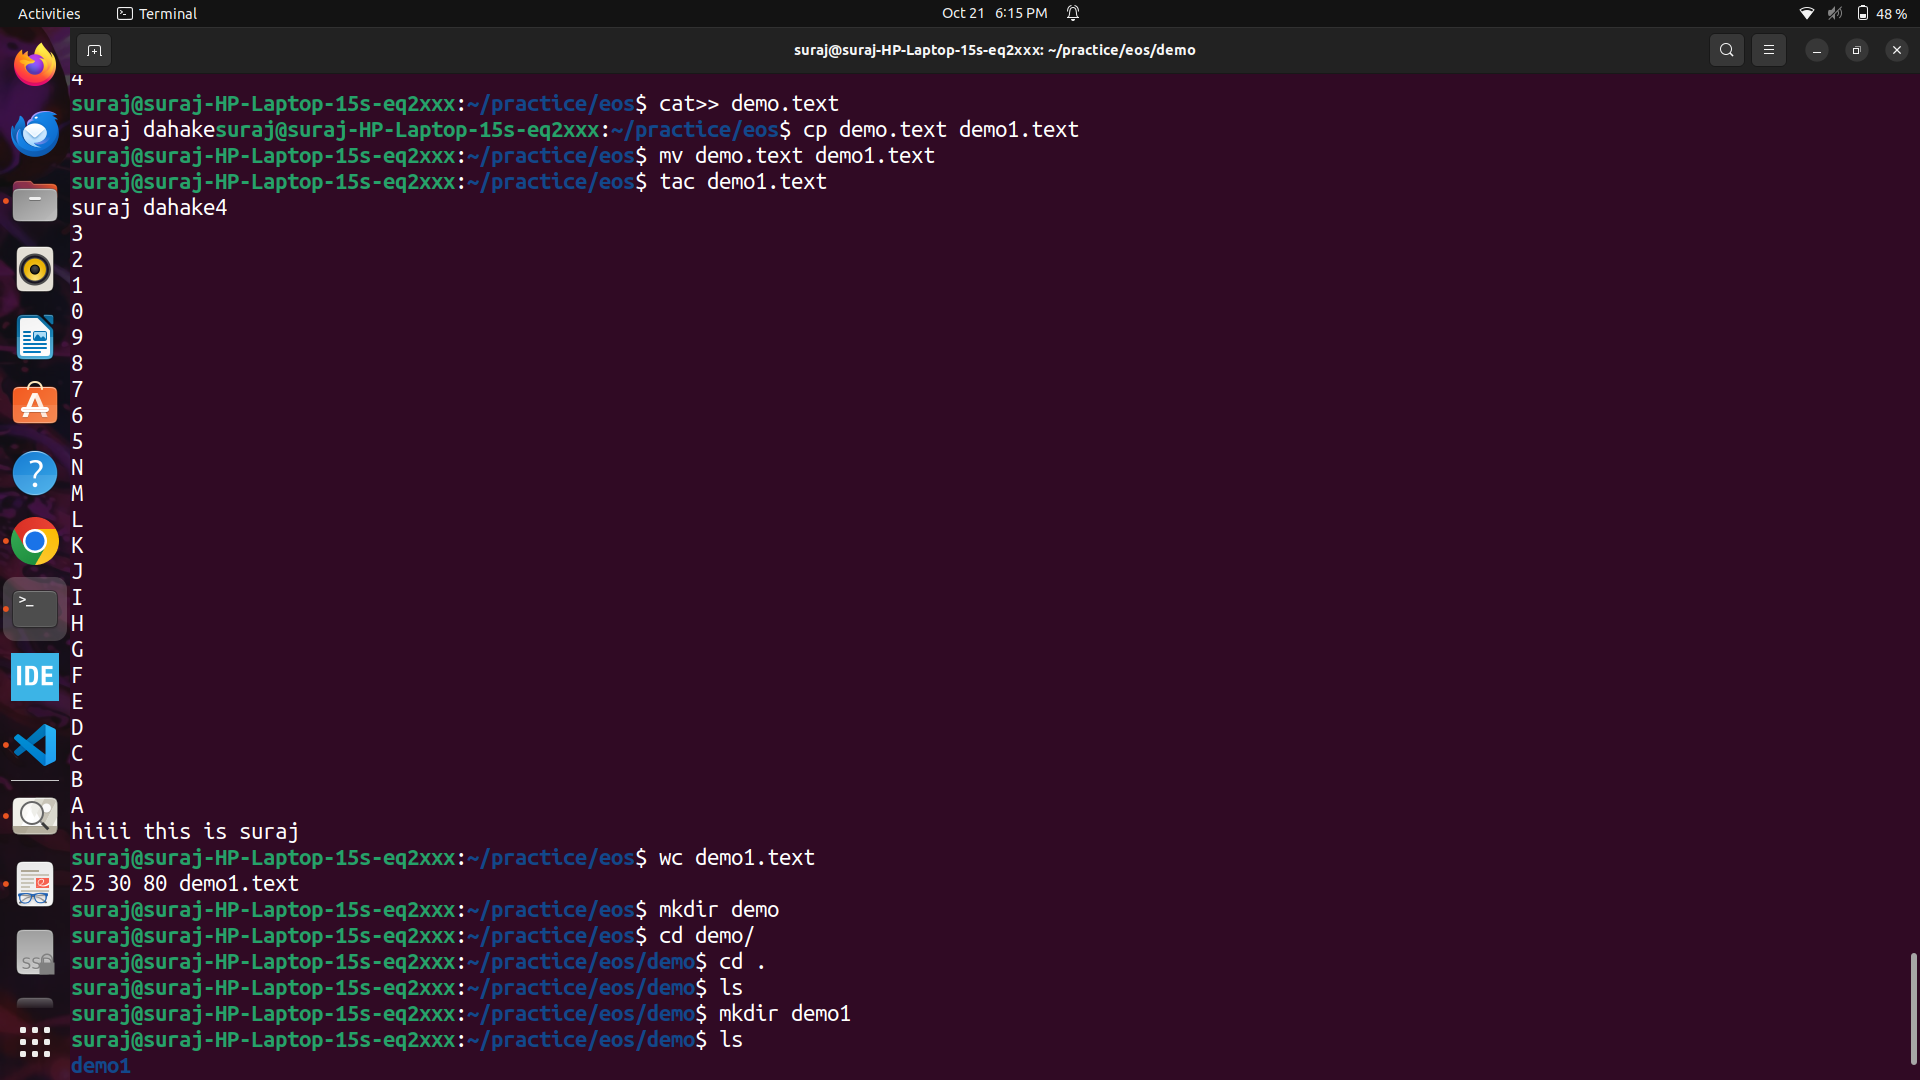 Activities Terminal Oct 21 6:15 PM 48 %
suraj@suraj-HP-Laptop-15s-eq2xxx: ~/practice/eos/demo
4
suraj@suraj-HP-Laptop-15s-eq2xxx:~/practice/eos$ cat>> demo.text
suraj dahakesuraj@suraj-HP-Laptop-15s-eq2xxx:~/practice/eos$ cp demo.text demo1.text
suraj@suraj-HP-Laptop-15s-eq2xxx:~/practice/eos$ mv demo.text demo1.text
suraj@suraj-HP-Laptop-15s-eq2xxx:~/practice/eos$ tac demo1.text
suraj dahake4
3
2
1
0
9
8
7
6
5
N
M
L
K
J
I
H
G
F
E
D
C
B
A
hiiii this is suraj
suraj@suraj-HP-Laptop-15s-eq2xxx:~/practice/eos$ wc demo1.text
25 30 80 demo1.text
suraj@suraj-HP-Laptop-15s-eq2xxx:~/practice/eos$ mkdir demo
suraj@suraj-HP-Laptop-15s-eq2xxx:~/practice/eos$ cd demo/
suraj@suraj-HP-Laptop-15s-eq2xxx:~/practice/eos/demo$ cd .
suraj@suraj-HP-Laptop-15s-eq2xxx:~/practice/eos/demo$ ls
suraj@suraj-HP-Laptop-15s-eq2xxx:~/practice/eos/demo$ mkdir demo1
suraj@suraj-HP-Laptop-15s-eq2xxx:~/practice/eos/demo$ ls
demo1
IDE
SSD